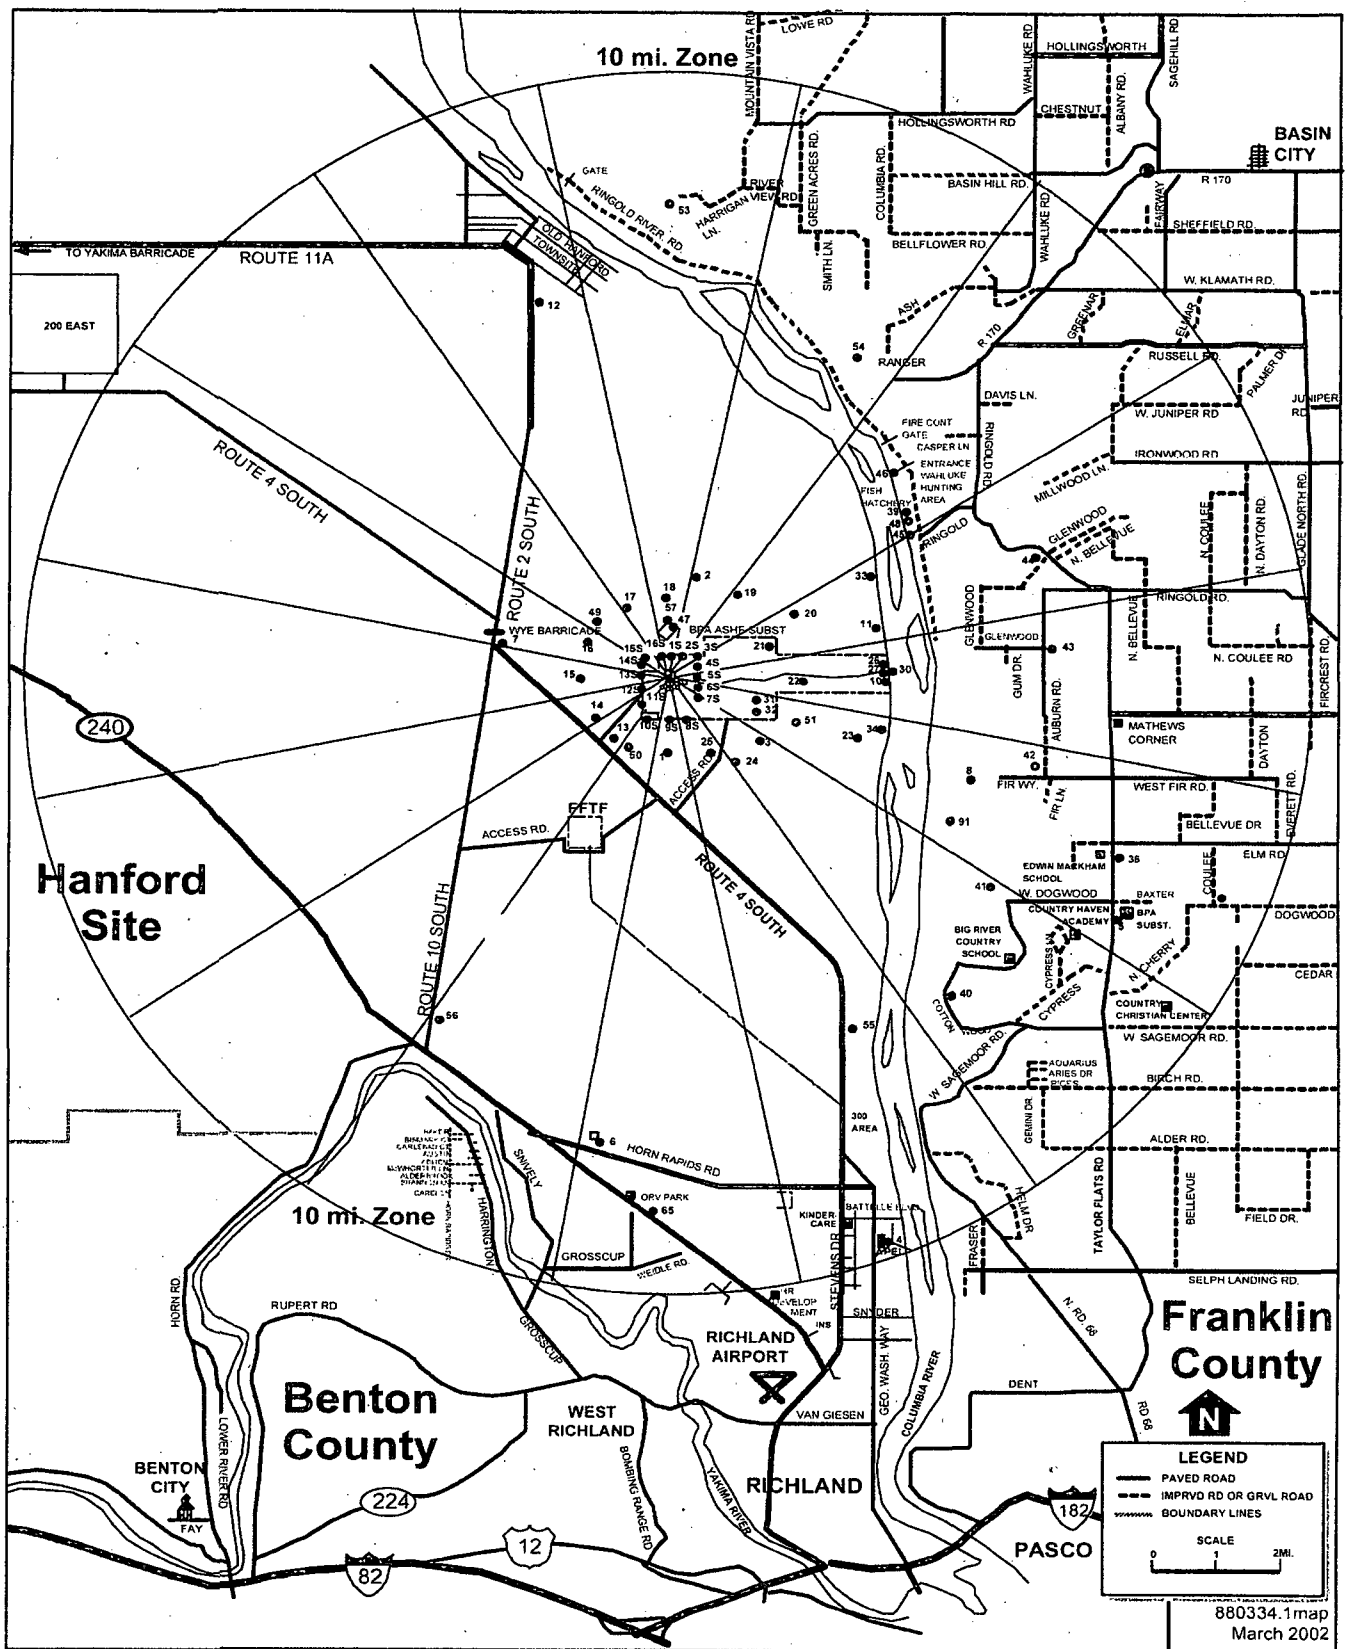 10 mi. Zone
MOUNTAIN VISTA RD
LOWE RD
WAHLUKE RD
HOLLINGSWORTH
SAGEHILL RD
CHESTNUT
ALBANY RD.
HOLLINGSWORTH RD
BASIN
CITY
GATE
RINGOLD RIVER RD
53
HARRIGAN
LN.
RIVER
VIEW RD
GREEN ACRES RD.
COLUMBIA RD.
BASIN HILL RD.
R 170
FAIRWAY
SHEFFIELD RD.
WAHLUKE RD
BELLFLOWER RD.
SMITH LN.
OLD HANFORD
TOWNSITE
TO YAKIMA BARRICADE
ROUTE 11A
W. KLAMATH RD.
200 EAST
12
ASH
R 170
GREENAR
ELMAR
54
RANGER
RUSSELL RD.
PALMER DR
DAVIS LN.
W. JUNIPER RD
JUNIPER
RD.
FIRE CONT
GATE
CASPER LN
RINGOLD RD.
ROUTE 4 SOUTH
ROUTE 2 SOUTH
46
ENTRANCE
WAHLUKE
HUNTING
AREA
IRONWOOD RD
MILLWOOD LN.
FISH
HATCHERY
39
48
45
RINGOLD
GLENWOOD
N. BELLEVUE
N. COULEE
N. DAYTON RD.
GLADE NORTH RD.
44
2
18
19
33
17
57
47
20
49
11
WYE BARRICADE
7
16
BPA ASHE SUBST
21
GLENWOOD
GLENWOOD
RINGOLD RD.
43
N. BELLEVUE
N. COULEE RD
GUM DR.
FIRCREST RD.
16S
1S
2S
3S
15S
14S
4S
13S
5S
12S
6S
11S
7S
10S
9S
8S
30
15
22
10
31
32
14
51
13
50
1
25
3
23
34
24
240
AUBURN RD.
MATHEWS
CORNER
DAYTON
42
8
FIR WY.
FIR LN.
WEST FIR RD.
EVERETT RD.
BELLEVUE DR
91
ACCESS RD.
FFTF
ACCESS RD.
ELM RD
EDWIN MARKHAM
SCHOOL
38
COULEE
Hanford
Site
ROUTE 4 SOUTH
41
W. DOGWOOD
BAXTER
DOGWOOD
COUNTRY HAVEN
ACADEMY
5
BPA
SUBST.
BIG RIVER
COUNTRY
SCHOOL
CYPRESS
N. CHERRY
CEDAR
ROUTE 10 SOUTH
40
COTTON
WOOD
CYPRESS
COUNTRY
CHRISTIAN CENTER
56
55
W. SAGEMOOR RD.
W SAGEMOOR RD.
AQUARIUS
ARIES DR
BIRCH RD.
GEMINI DR.
300
AREA
ALDER RD.
6
HORN RAPIDS RD
SNIVELY
TAYLOR FLATS RD
BELLEVUE
FIELD DR.
HARRINGTON
ORV PARK
65
KINDER-
CARE
HELM DR
FRASER
10 mi. Zone
GROSSCUP
WEIDLE RD.
STEVENS DR
SELPH LANDING RD.
HORN RD.
RUPERT RD
GROSSCUP
INS
SNYDER
GEO. WASH. WAY
COLUMBIA RIVER
N. RD. 68
Franklin
County
RICHLAND
AIRPORT
Benton
County
WEST
RICHLAND
VAN GIESEN
DENT
RD 68
N
LOWER RIVER RD
BENTON
CITY
FAY
224
BOMBING RANGE RD
YAKIMA RIVER
RICHLAND
12
82
182
PASCO
LEGEND
PAVED ROAD
IMPRVD RD OR GRVL ROAD
BOUNDARY LINES
SCALE
0 1 2MI.
880334.1map
March 2002